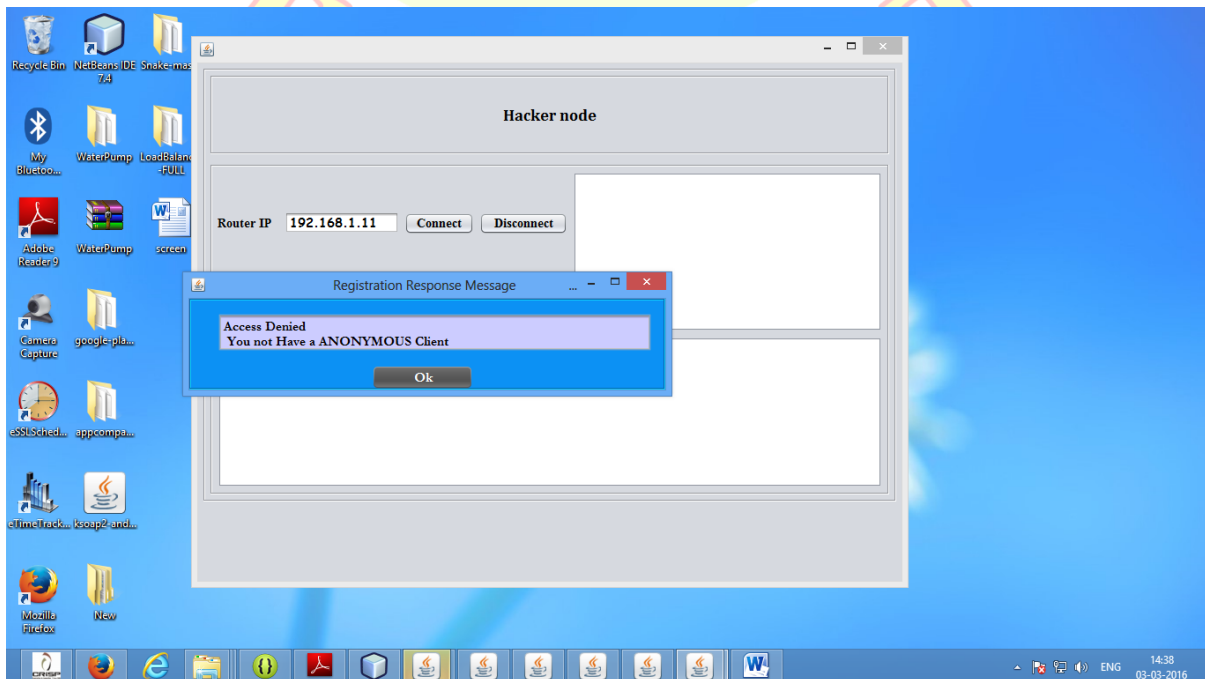 Recycle Bin
NetBeans IDE 7.4
Snake-mas
Hacker node
My Bluetoo...
WaterPump
LoadBalanc
-FULL
Router IP 192.168.1.11 Connect Disconnect
Adobe Reader 9
WaterPump
screen
Registration Response Message ...
Access Denied
You not Have a ANONYMOUS Client
Ok
Camera Capture
google-pla...
eSSLSched...
appcompa...
eTimeTrack...
ksoap2-and...
Mozilla Firefox
New
CRISP
ENG
14:38
03-03-2016